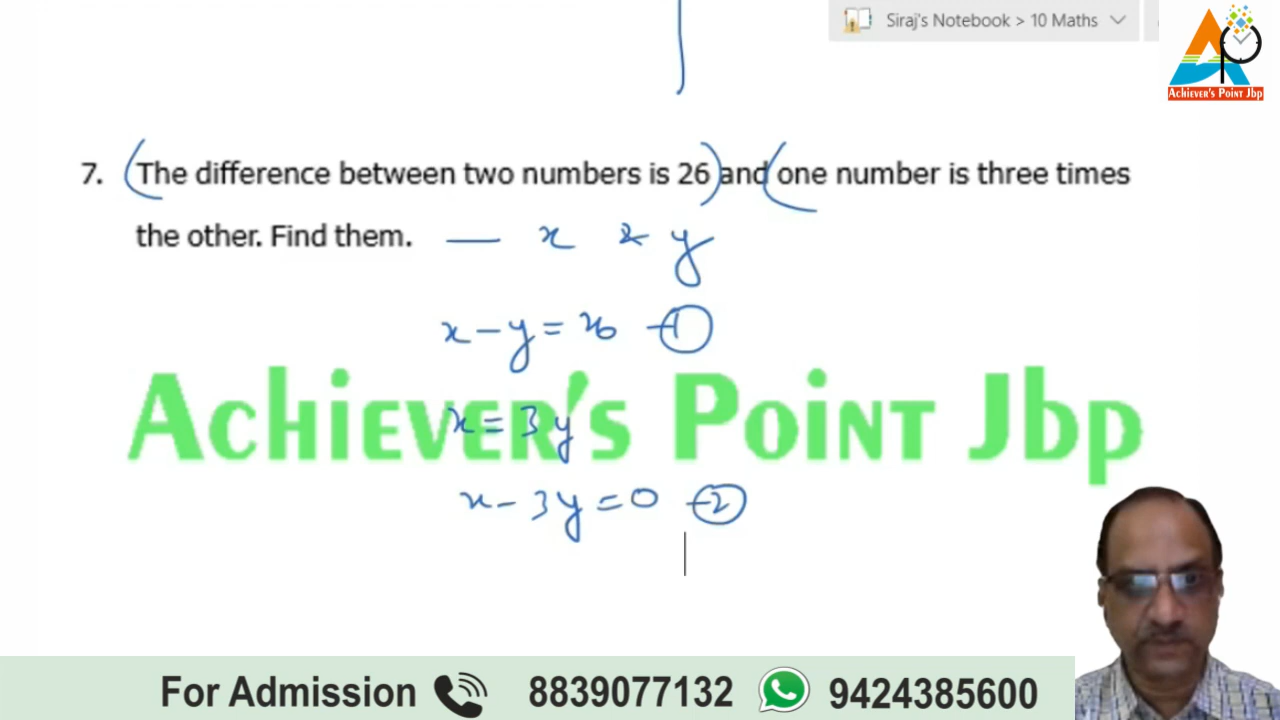 Siraj's Notebook > 10 Maths
ACHIEVER'S POINT Jbp
7. (The difference between two numbers is 26) and (one number is three times
the other. Find them. — x & y
x - y = 26 -①
ACHIEVER'S POINT Jbp
x = 3y
x - 3y = 0 -②
For Admission 8839077132 9424385600